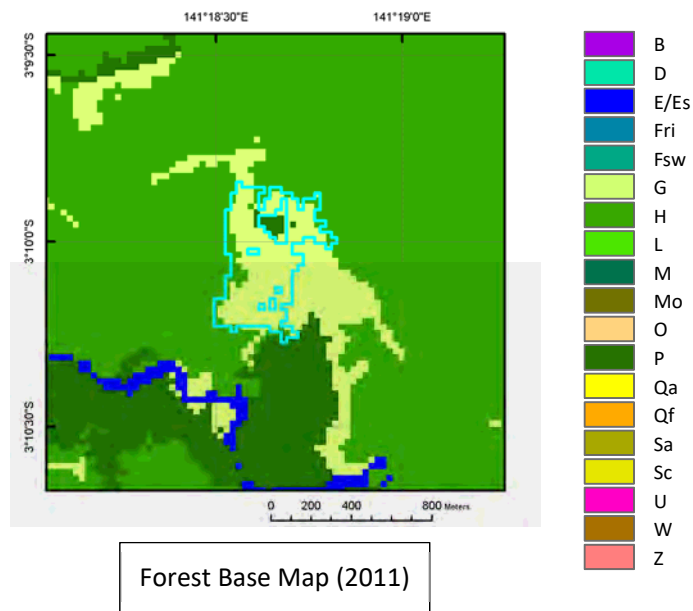 141°18'30"E
141°19'0"E
3°9'30"S
3°10'0"S
3°10'30"S
0 200 400 800 Meters
Forest Base Map (2011)
B
D
E/Es
Fri
Fsw
G
H
L
M
Mo
O
P
Qa
Qf
Sa
Sc
U
W
Z